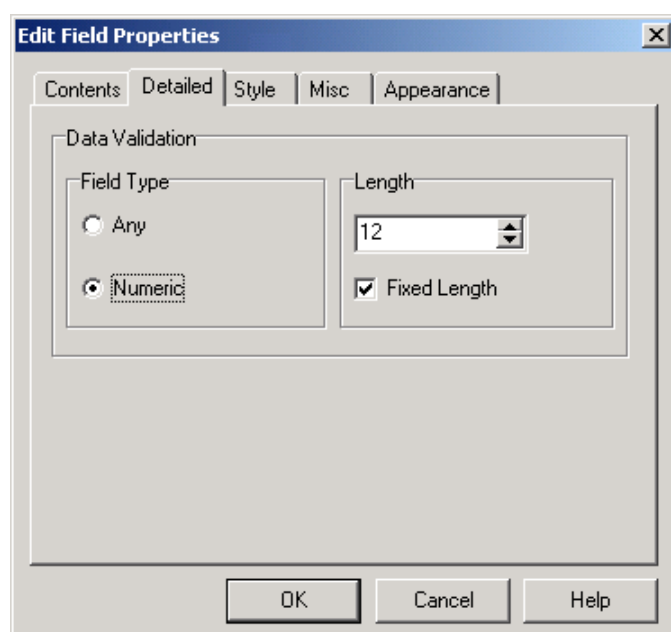 Edit Field Properties
Contents Detailed Style Misc Appearance
Data Validation
Field Type
Any
Numeric
Length
12
Fixed Length
OK Cancel Help